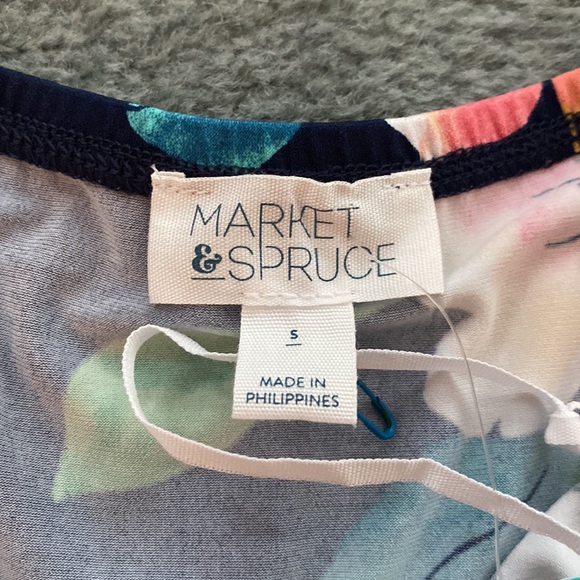 MARKET
& SPRUCE
S
MADE IN
PHILIPPINES